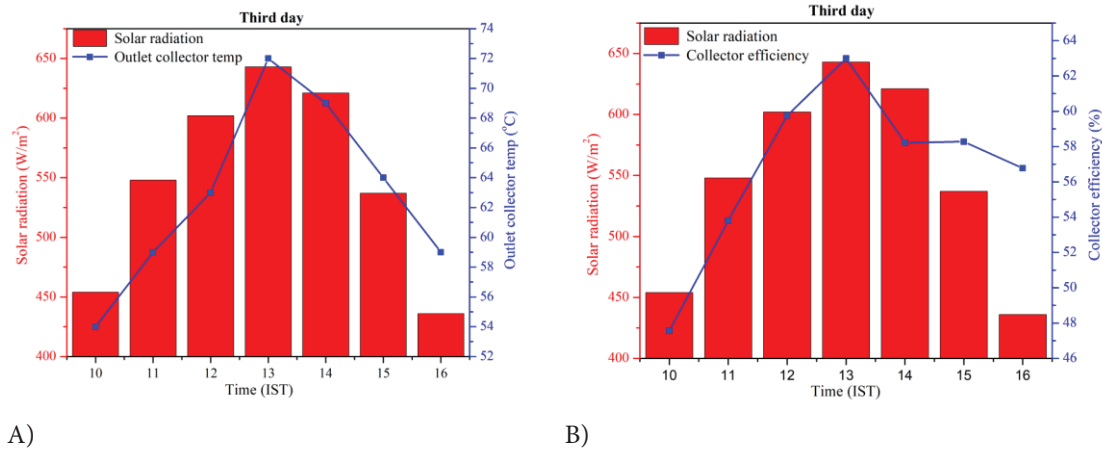 Third day
Solar radiation
Outlet collector temp
Solar radiation (W/m²)
650
600
550
500
450
400
Outlet collector temp (°C)
74
72
70
68
66
64
62
60
58
56
54
52
10 11 12 13 14 15 16
Time (IST)
A)
Third day
Solar radiation
Collector efficiency
Solar radiation (W/m²)
650
600
550
500
450
400
Collector efficiency (%)
64
62
60
58
56
54
52
50
48
46
10 11 12 13 14 15 16
Time (IST)
B)